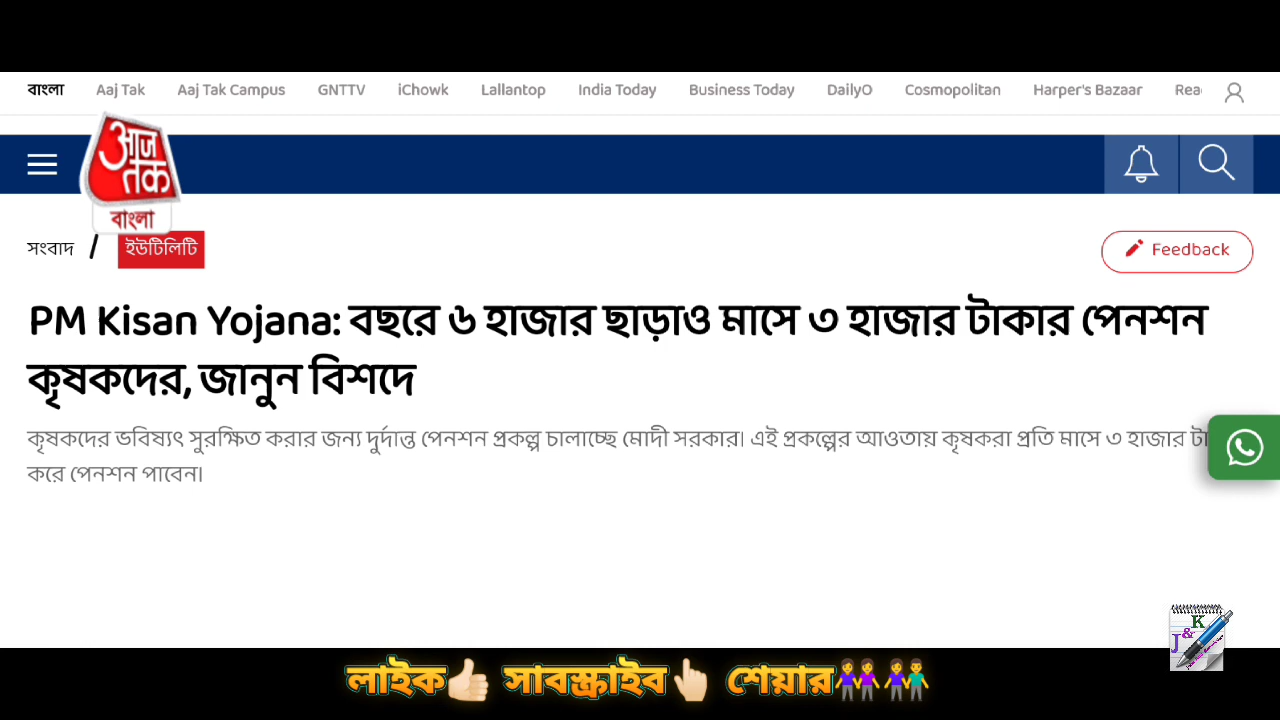 বাংলা Aaj Tak Aaj Tak Campus GNTTV iChowk Lallantop India Today Business Today DailyO Cosmopolitan Harper's Bazaar
आज
तक
বাংলা
সংবাদ / ইউটিলিটি
Feedback
PM Kisan Yojana: বছরে ৬ হাজার ছাড়াও মাসে ৩ হাজার টাকার পেনশন
কৃষকদের, জানুন বিশদে
কৃষকদের ভবিষ্যৎ সুরক্ষিত করার জন্য দুর্দান্ত পেনশন প্রকল্প চালাচ্ছে মোদী সরকার। এই প্রকল্পের আওতায় কৃষকরা প্রতি মাসে ৩ হাজার
করে পেনশন পাবেন।
J&K
লাইক👍🏻 সাবস্ক্রাইব👆🏻 শেয়ার👭👫